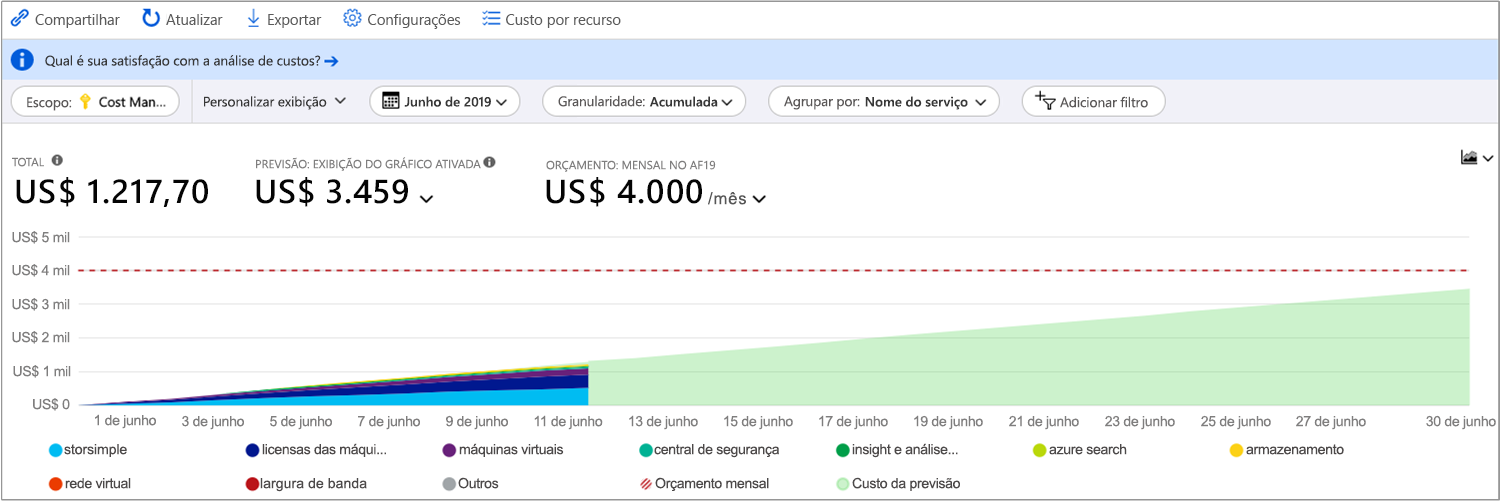 Compartilhar Atualizar Exportar Configurações Custo por recurso
Qual é sua satisfação com a análise de custos?
Escopo: Cost Man... Personalizar exibição Junho de 2019 Granularidade: Acumulada Agrupar por: Nome do serviço Adicionar filtro
TOTAL PREVISÃO: EXIBIÇÃO DO GRÁFICO ATIVADA ORÇAMENTO: MENSAL NO AF19
US$ 1.217,70 US$ 3.459 US$ 4.000 /mês
US$ 5 mil
US$ 4 mil
US$ 3 mil
US$ 2 mil
US$ 1 mil
US$ 0
1 de junho 3 de junho 5 de junho 7 de junho 9 de junho 11 de junho 13 de junho 15 de junho 17 de junho 19 de junho 21 de junho 23 de junho 25 de junho 27 de junho 30 de junho
storsimple licensas das máqui... máquinas virtuais central de segurança insight e análise... azure search armazenamento
rede virtual largura de banda Outros Orçamento mensal Custo da previsão